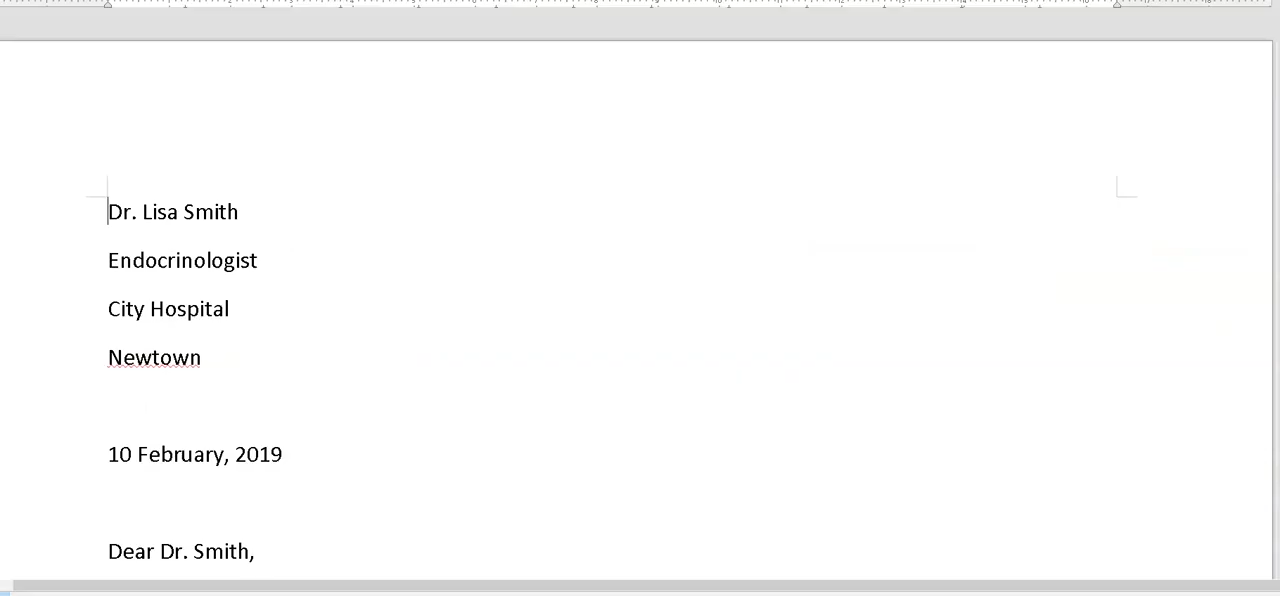 Dr. Lisa Smith
Endocrinologist
City Hospital
Newtown
10 February, 2019
Dear Dr. Smith,